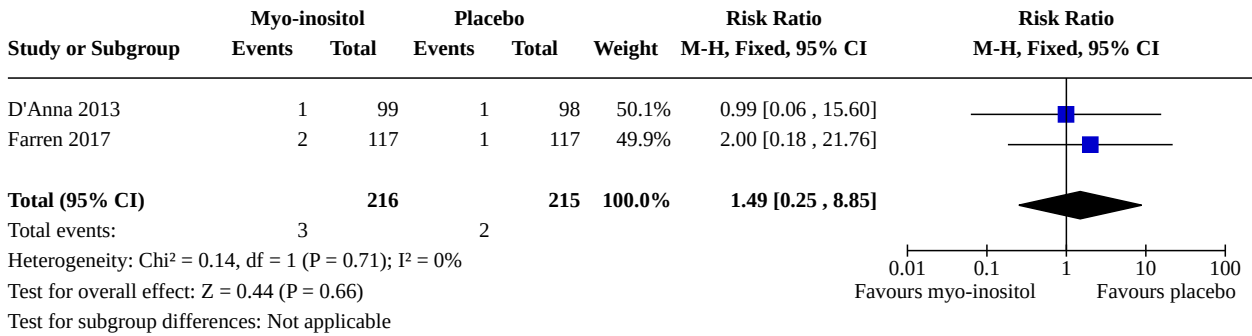 Myo-inositol Placebo Risk Ratio Risk Ratio
Study or Subgroup Events Total Events Total Weight M-H, Fixed, 95% CI M-H, Fixed, 95% CI
D'Anna 2013 1 99 1 98 50.1% 0.99 [0.06 , 15.60]
Farren 2017 2 117 1 117 49.9% 2.00 [0.18 , 21.76]
Total (95% CI) 216 215 100.0% 1.49 [0.25 , 8.85]
Total events: 3 2
Heterogeneity: Chi² = 0.14, df = 1 (P = 0.71); I² = 0%
0.01 0.1 1 10 100
Test for overall effect: Z = 0.44 (P = 0.66)
Favours myo-inositol Favours placebo
Test for subgroup differences: Not applicable